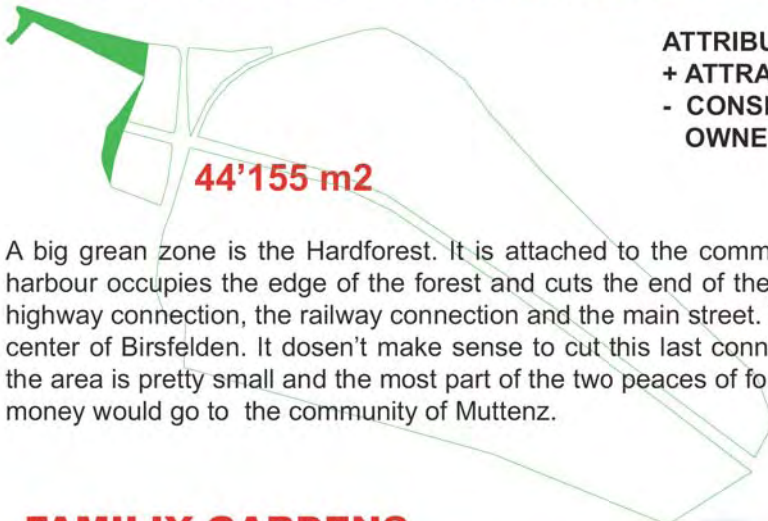 ATTRIBU
+ ATTRA
- CONSI
OWNE
44'155 m2
A big grean zone is the Hardforest. It is attached to the comm
harbour occupies the edge of the forest and cuts the end of the
highway connection, the railway connection and the main street.
center of Birsfelden. It dosen't make sense to cut this last conn
the area is pretty small and the most part of the two peaces of fo
money would go to the community of Muttenz.